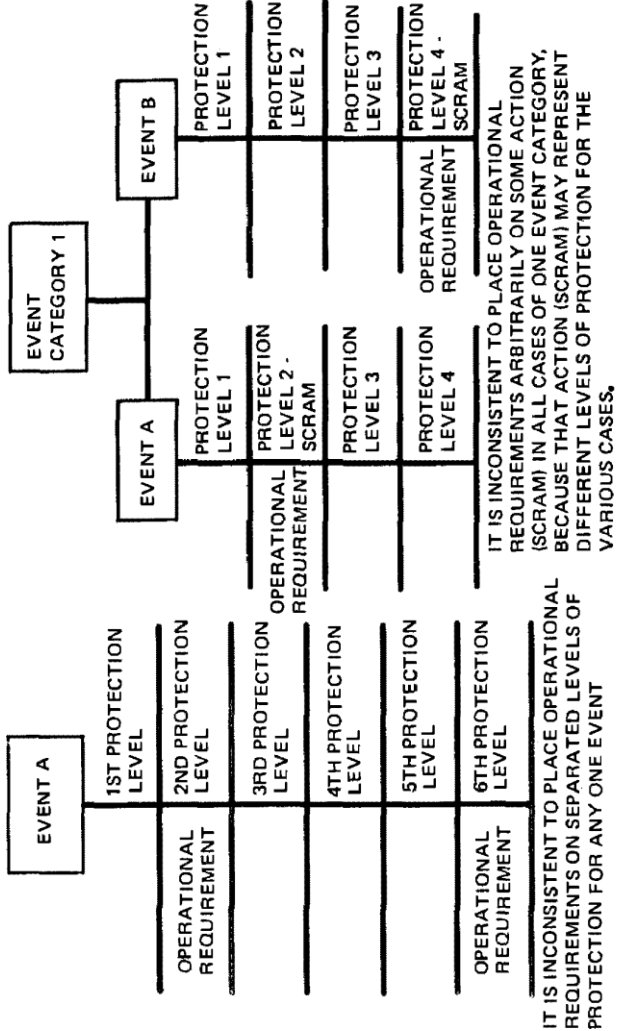 EVENT A
1ST PROTECTION
LEVEL
OPERATIONAL
REQUIREMENT
2ND PROTECTION
LEVEL
3RD PROTECTION
LEVEL
4TH PROTECTION
LEVEL
5TH PROTECTION
LEVEL
OPERATIONAL
REQUIREMENT
6TH PROTECTION
LEVEL
IT IS INCONSISTENT TO PLACE OPERATIONAL
REQUIREMENTS ON SEPARATED LEVELS OF
PROTECTION FOR ANY ONE EVENT
EVENT
CATEGORY 1
EVENT A
PROTECTION
LEVEL 1
OPERATIONAL
REQUIREMENT
PROTECTION
LEVEL 2 -
SCRAM
PROTECTION
LEVEL 3
PROTECTION
LEVEL 4
EVENT B
PROTECTION
LEVEL 1
PROTECTION
LEVEL 2
PROTECTION
LEVEL 3
OPERATIONAL
REQUIREMENT
PROTECTION
LEVEL 4 -
SCRAM
IT IS INCONSISTENT TO PLACE OPERATIONAL
REQUIREMENTS ARBITRARILY ON SOME ACTION
(SCRAM) IN ALL CASES OF ONE EVENT CATEGORY,
BECAUSE THAT ACTION (SCRAM) MAY REPRESENT
DIFFERENT LEVELS OF PROTECTION FOR THE
VARIOUS CASES.